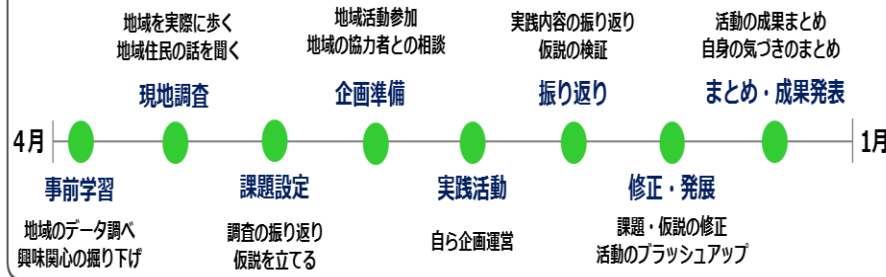 地域を実際に歩く
地域住民の話を聞く
現地調査
地域活動参加
地域の協力者との相談
企画準備
実践内容の振り返り
仮説の検証
振り返り
活動の成果まとめ
自身の気づきのまとめ
まとめ・成果発表
4月
1月
事前学習
地域のデータ調べ
興味関心の掘り下げ
課題設定
調査の振り返り
仮説を立てる
実践活動
自ら企画運営
修正・発展
課題・仮説の修正
活動のブラッシュアップ